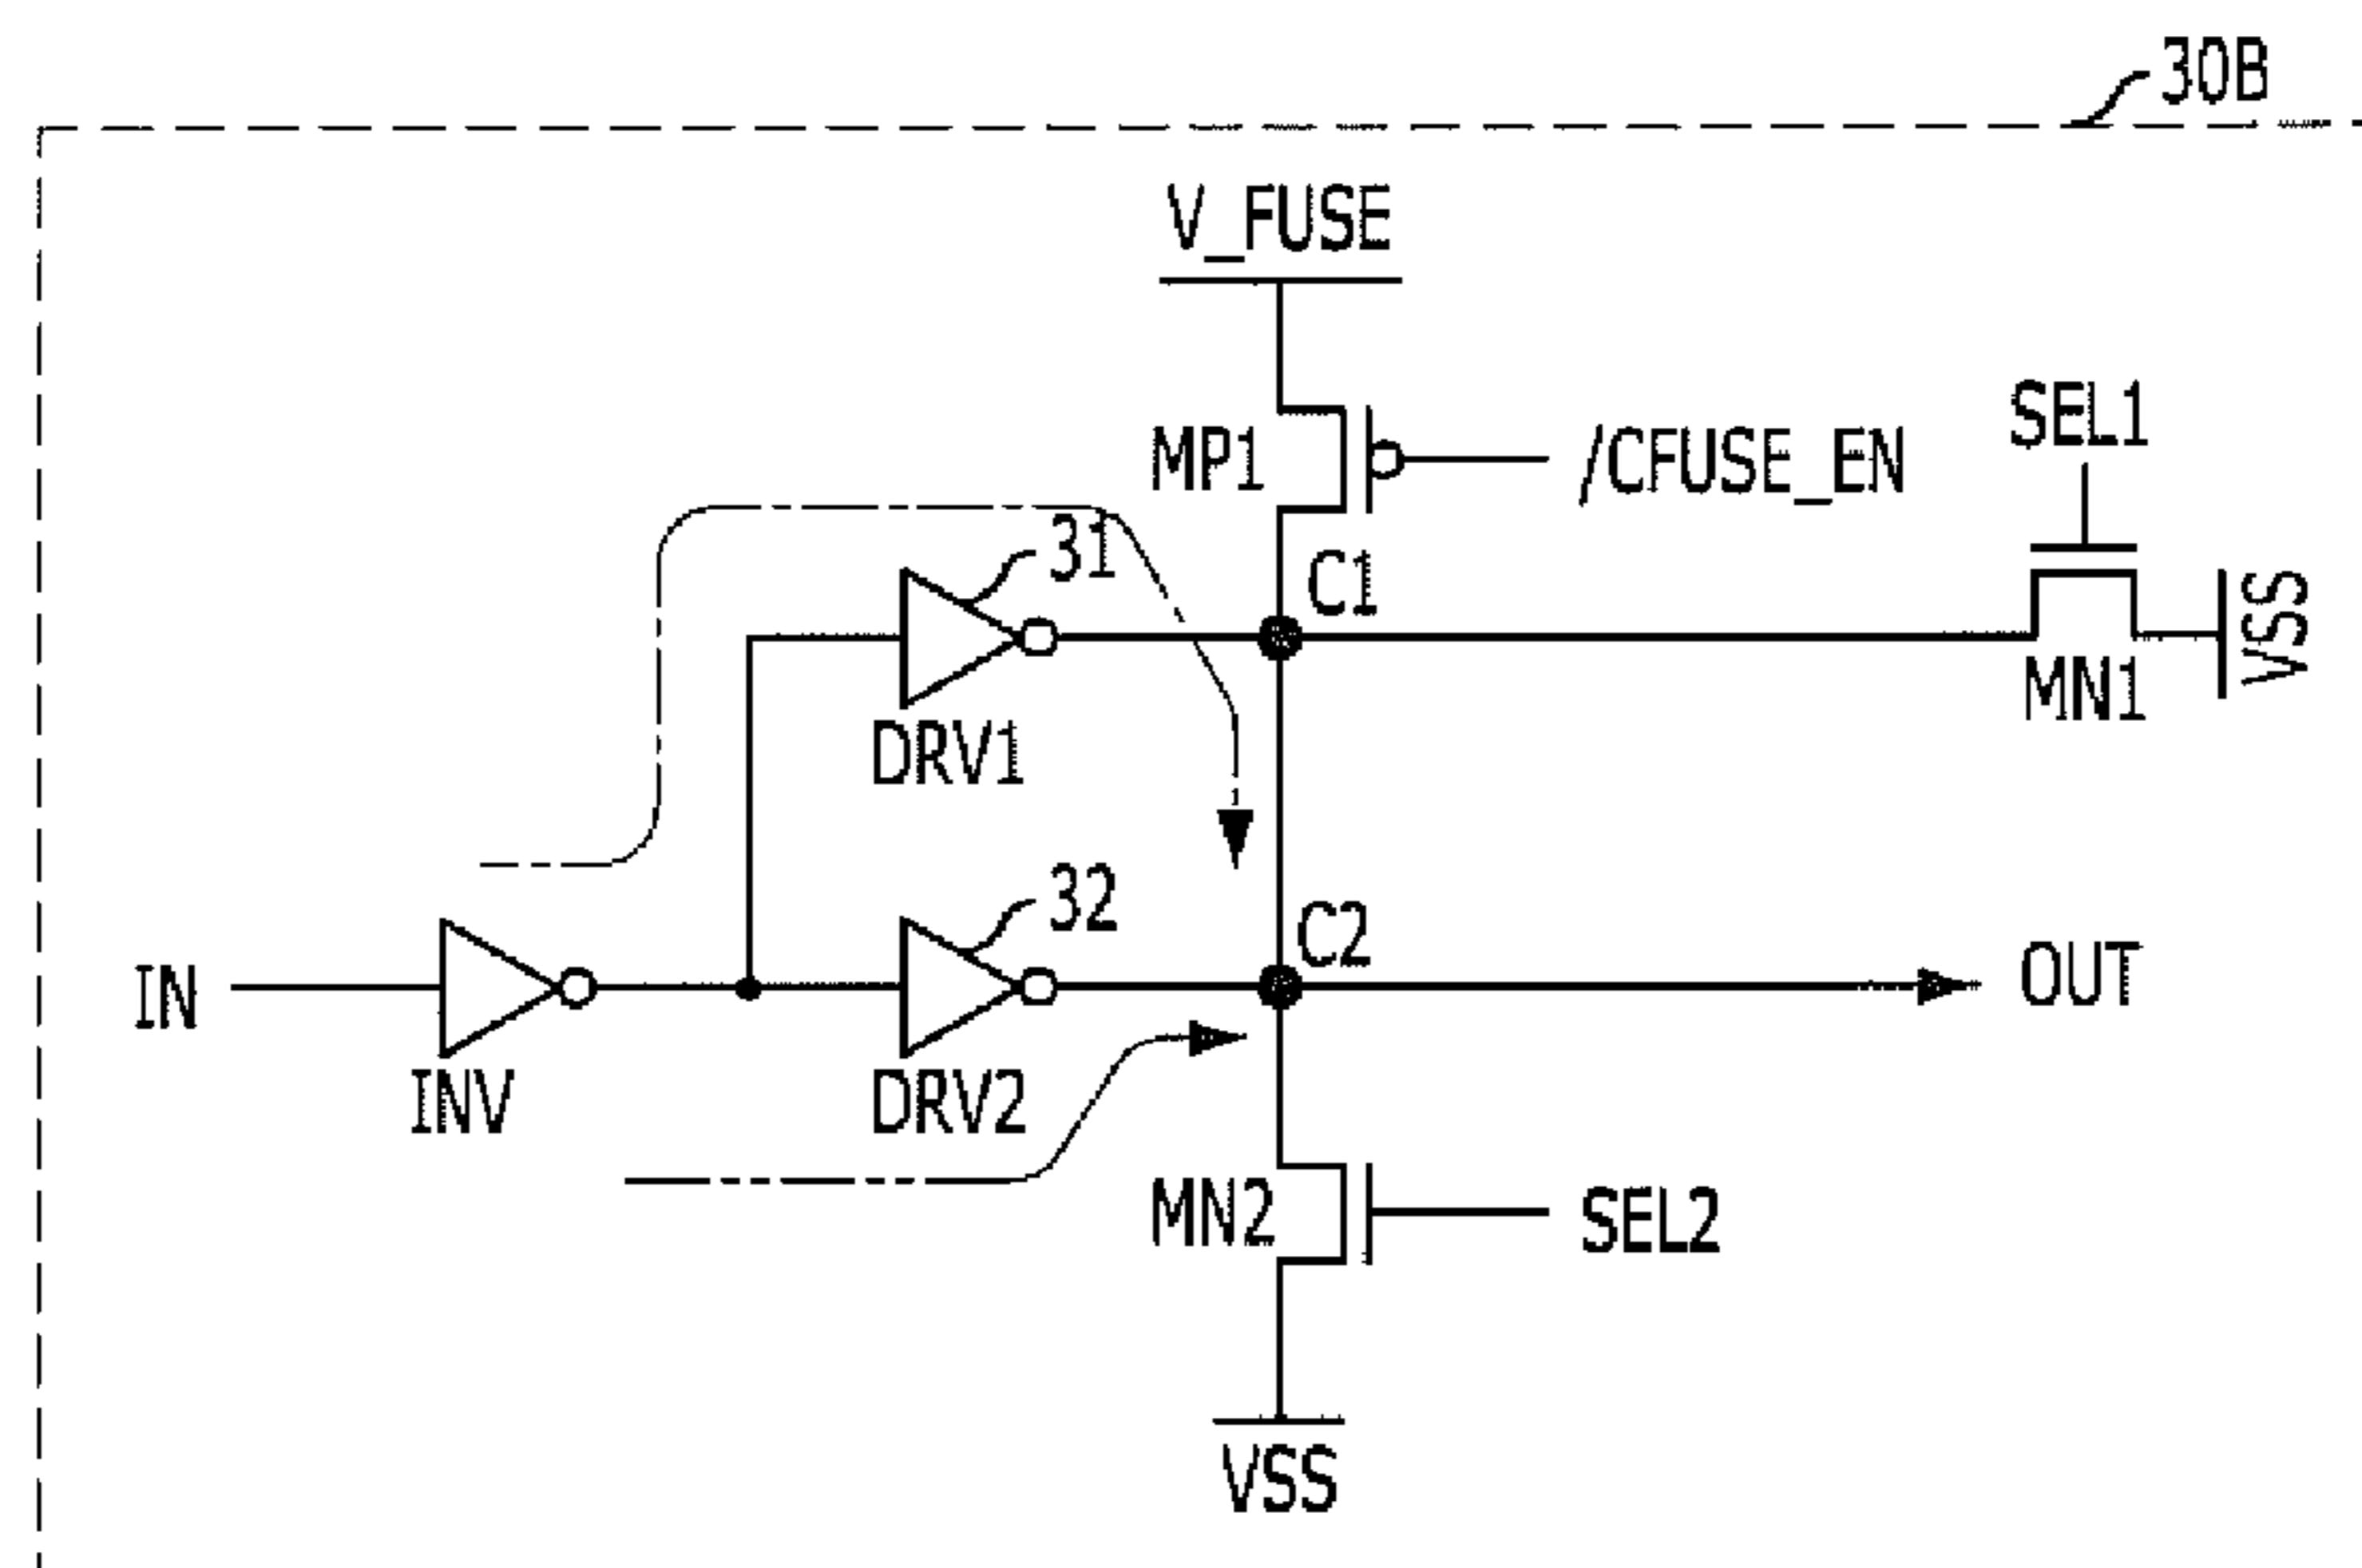 30B
V_FUSE
SEL1
MP1
/CFUSE_EN
31
C1
VSS
MN1
DRV1
32
C2
IN
OUT
INV
DRV2
MN2
SEL2
VSS